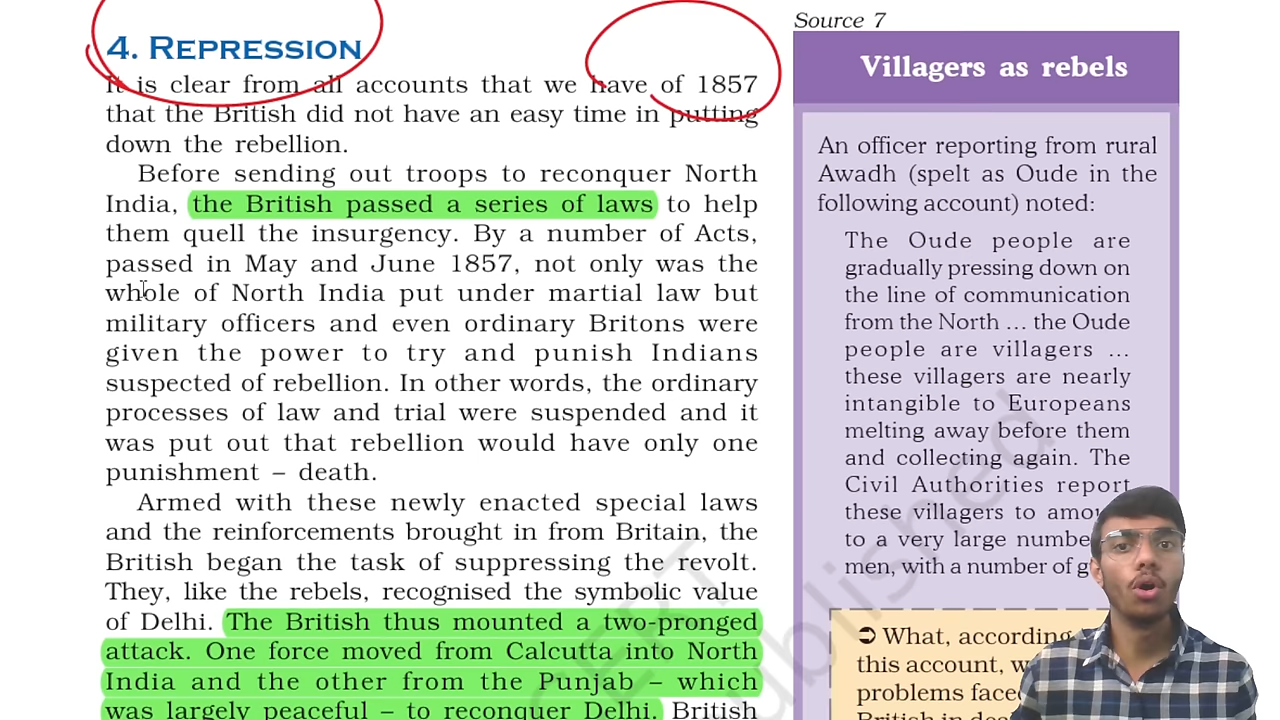 4. REPRESSION
It is clear from all accounts that we have of 1857
that the British did not have an easy time in putting
down the rebellion.
Before sending out troops to reconquer North
India, the British passed a series of laws to help
them quell the insurgency. By a number of Acts,
passed in May and June 1857, not only was the
whole of North India put under martial law but
military officers and even ordinary Britons were
given the power to try and punish Indians
suspected of rebellion. In other words, the ordinary
processes of law and trial were suspended and it
was put out that rebellion would have only one
punishment – death.
Armed with these newly enacted special laws
and the reinforcements brought in from Britain, the
British began the task of suppressing the revolt.
They, like the rebels, recognised the symbolic value
of Delhi. The British thus mounted a two-pronged
attack. One force moved from Calcutta into North
India and the other from the Punjab – which
was largely peaceful – to reconquer Delhi. British
Source 7
Villagers as rebels
An officer reporting from rural
Awadh (spelt as Oude in the
following account) noted:
The Oude people are
gradually pressing down on
the line of communication
from the North ... the Oude
people are villagers ...
these villagers are nearly
intangible to Europeans
melting away before them
and collecting again. The
Civil Authorities report
these villagers to
to a very large
men, with a number of
➲ What, according
this account,
problems
British in